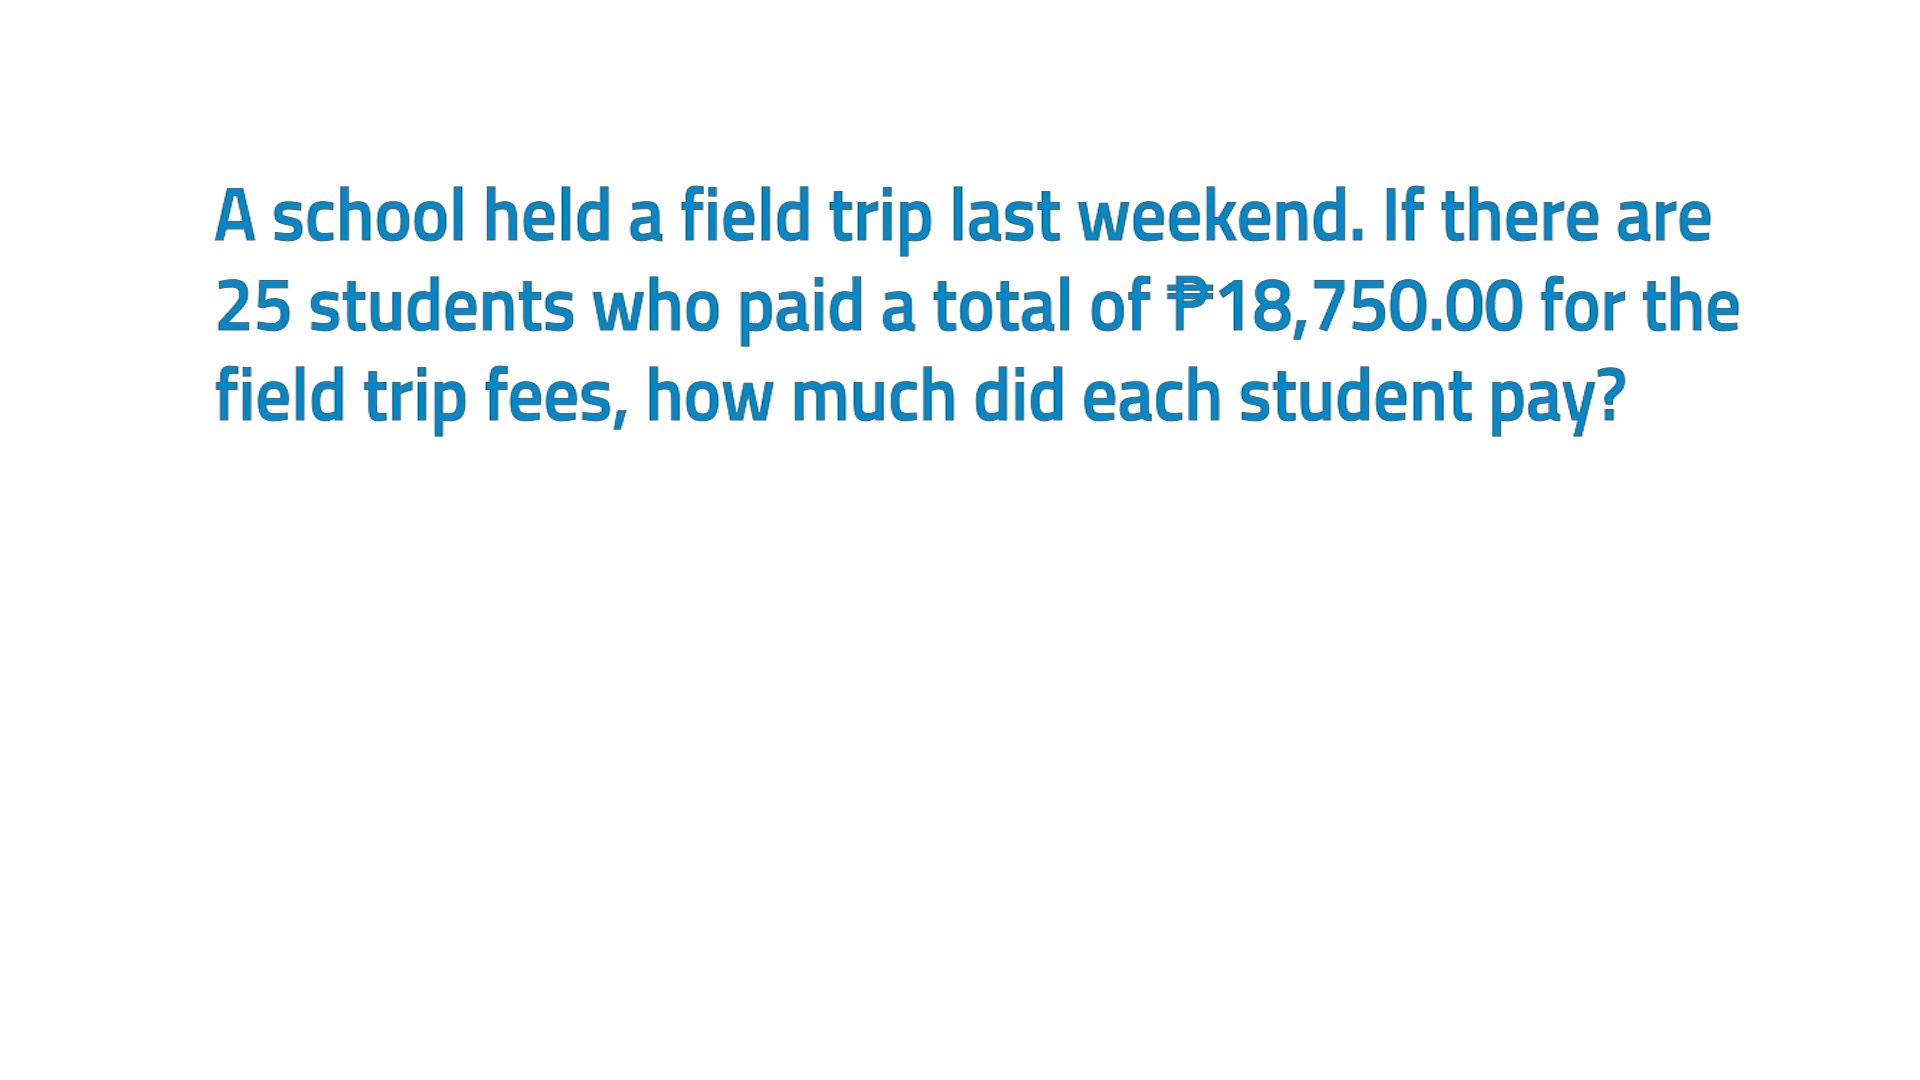 A school held a field trip last weekend. If there are
25 students who paid a total of ₱18,750.00 for the
field trip fees, how much did each student pay?